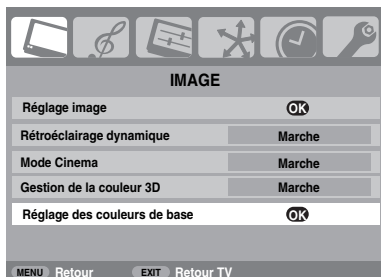 IMAGE
Réglage image OK
Rétroéclairage dynamique Marche
Mode Cinema Marche
Gestion de la couleur 3D Marche
Réglage des couleurs de base OK
MENU Retour EXIT Retour TV